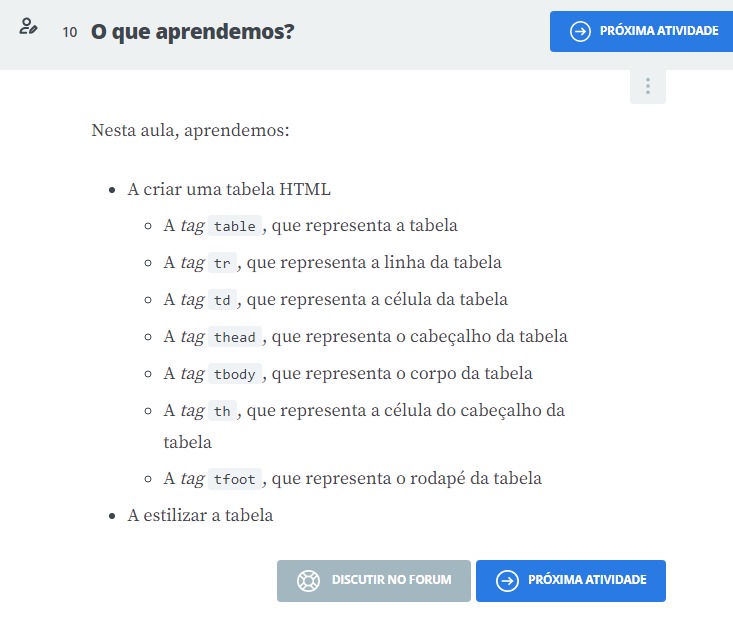 10 O que aprendemos?
PRÓXIMA ATIVIDADE
Nesta aula, aprendemos:
A criar uma tabela HTML
A tag table, que representa a tabela
A tag tr, que representa a linha da tabela
A tag td, que representa a célula da tabela
A tag thead, que representa o cabeçalho da tabela
A tag tbody, que representa o corpo da tabela
A tag th, que representa a célula do cabeçalho da
tabela
A tag tfoot, que representa o rodapé da tabela
A estilizar a tabela
DISCUTIR NO FORUM
PRÓXIMA ATIVIDADE